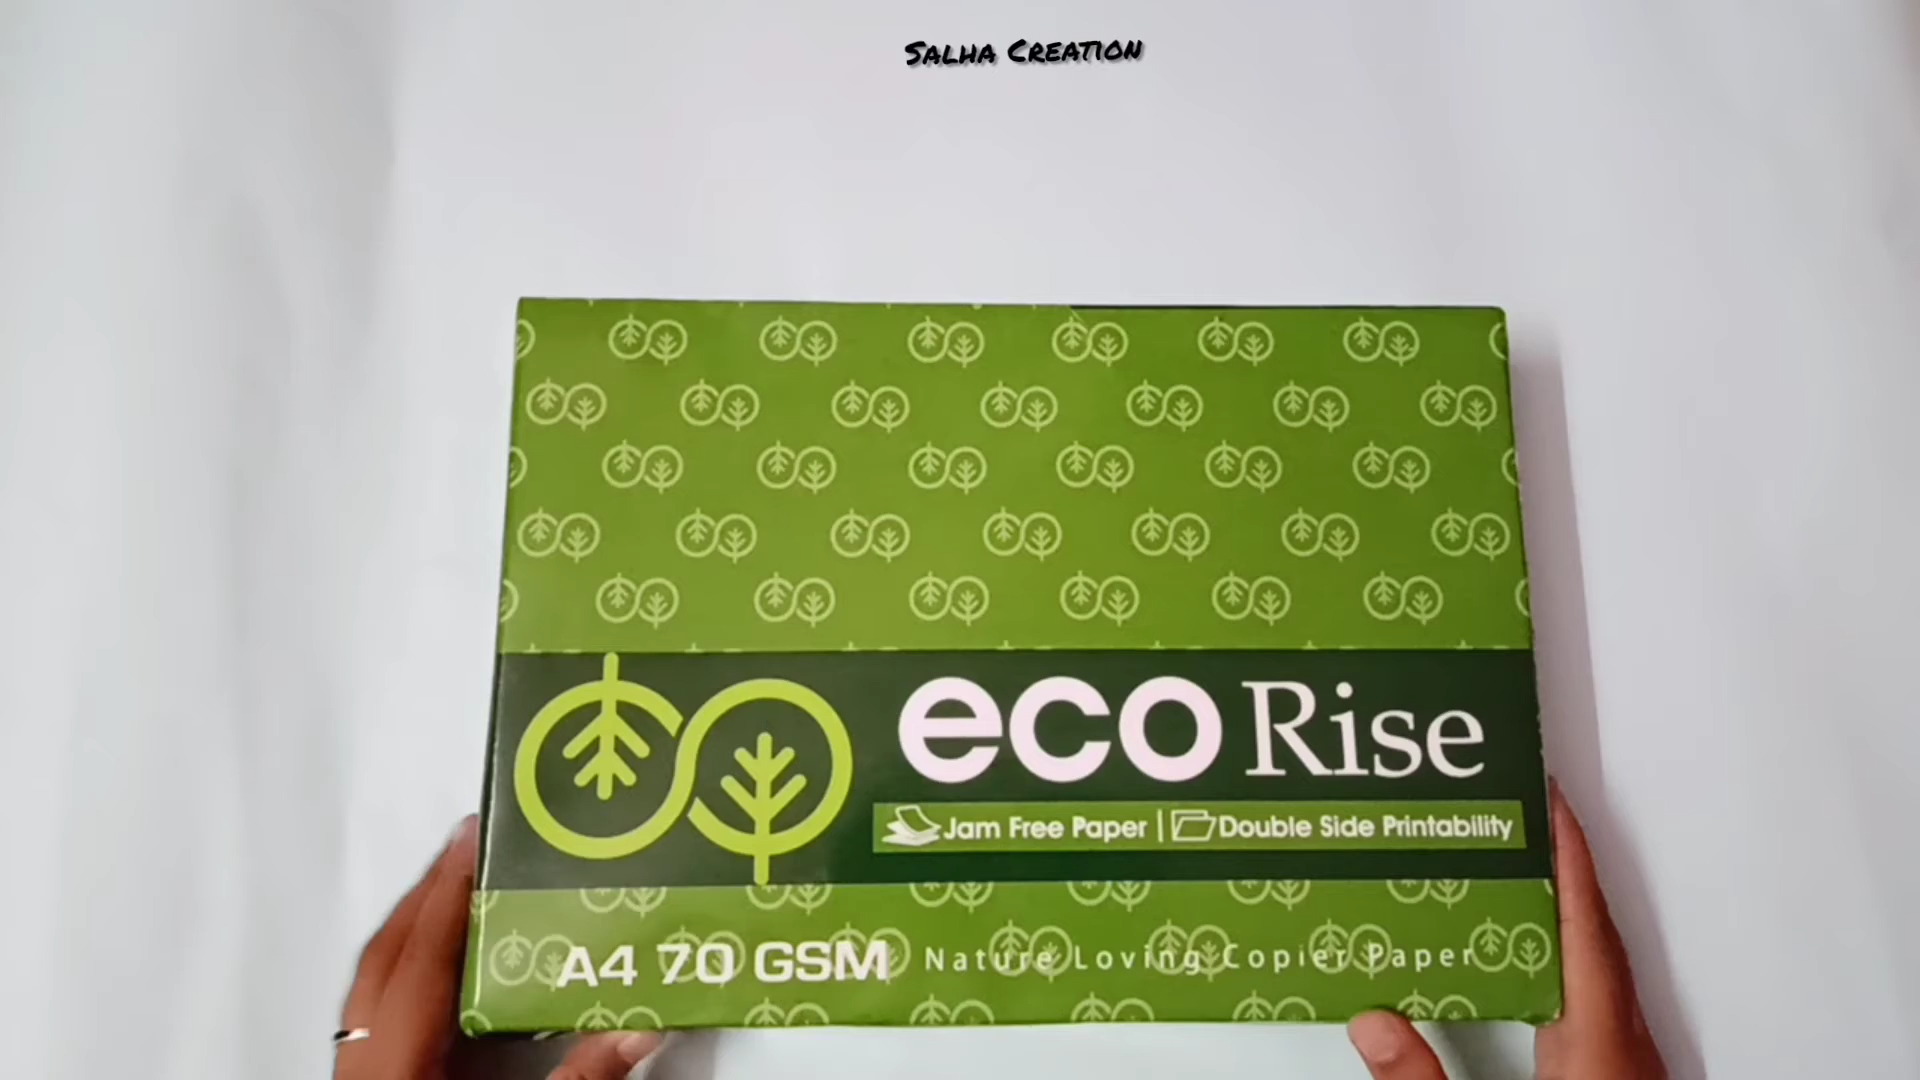 Salha Creation
eco Rise
Jam Free Paper | Double Side Printability
A4 70 GSM Nature Loving Copier Paper